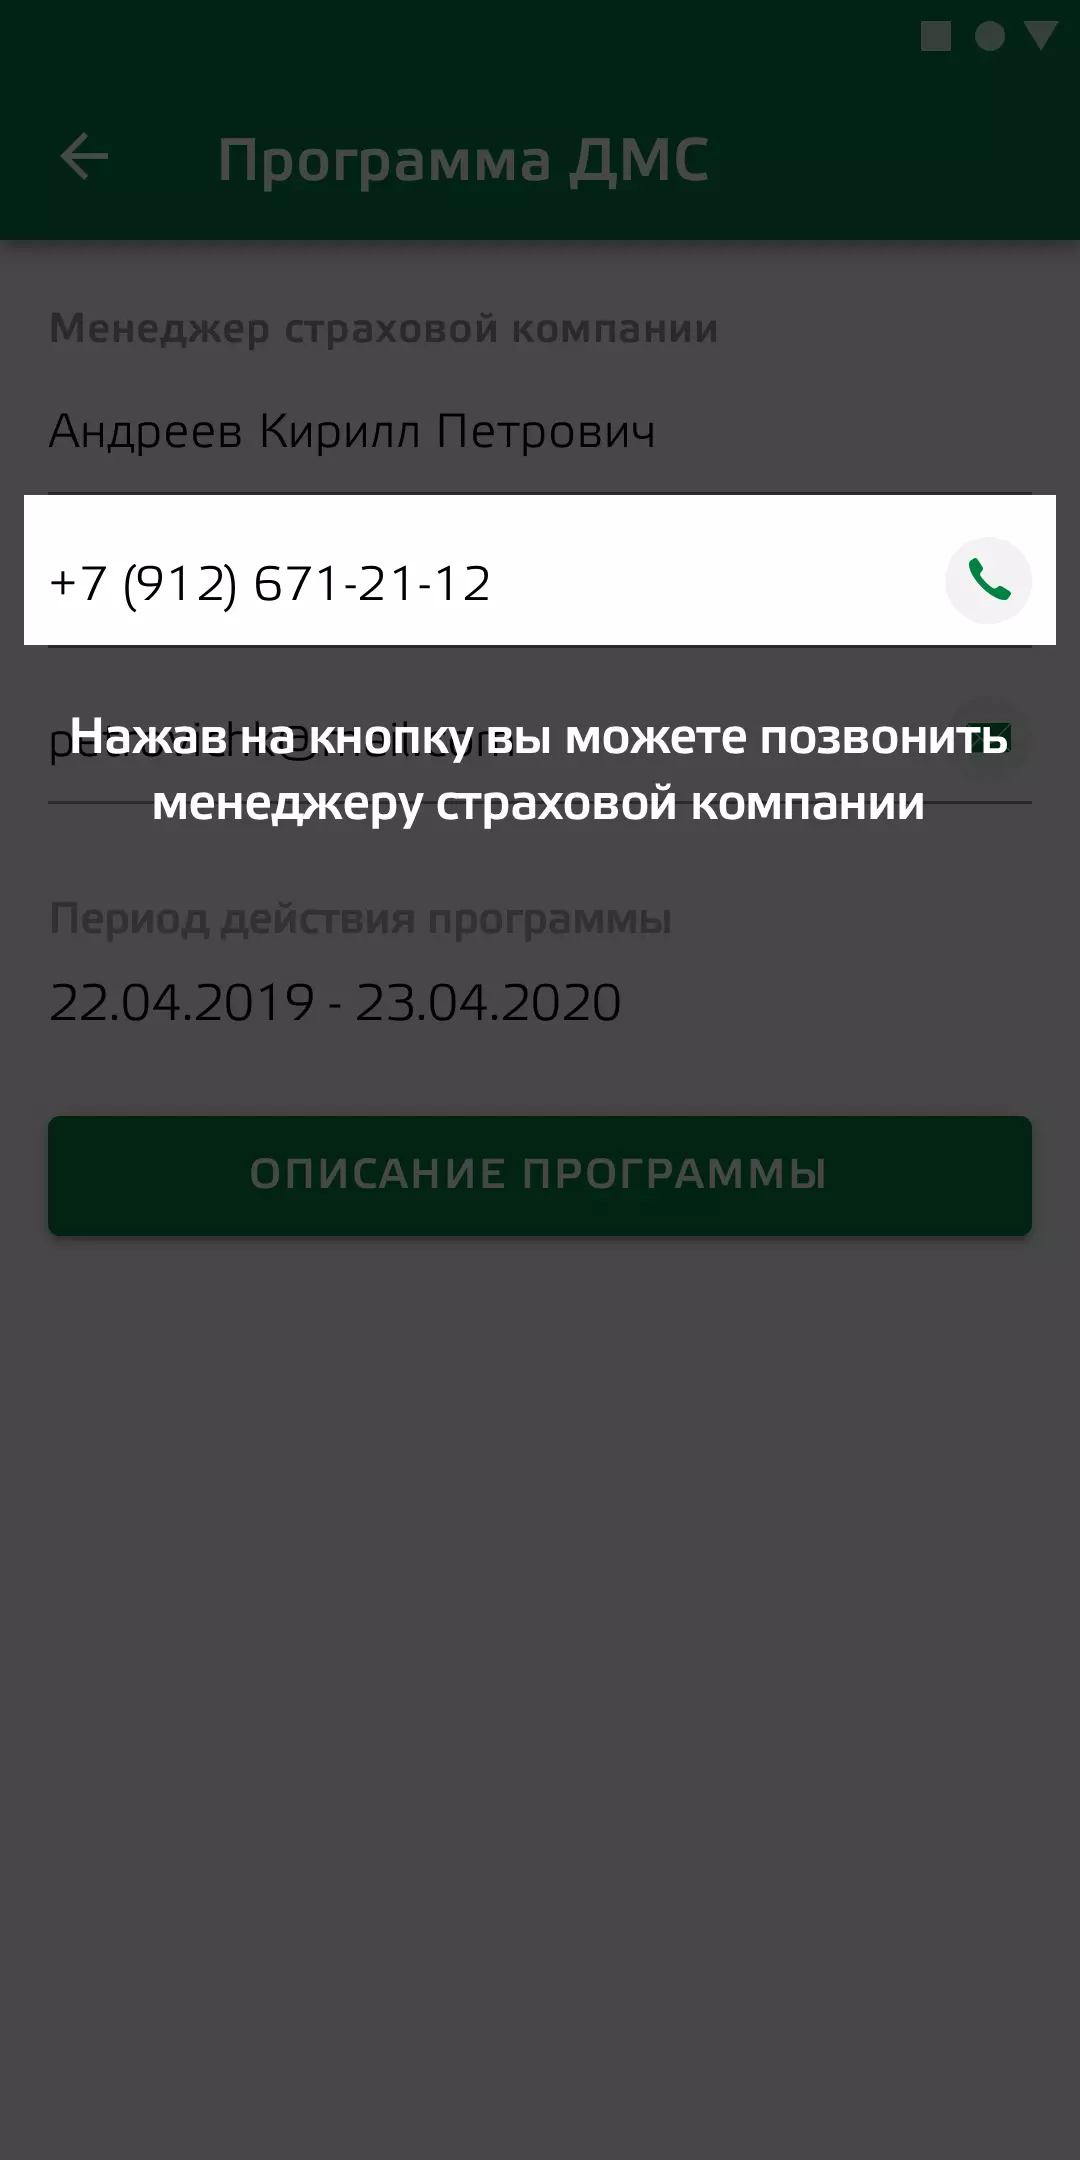 Программа ДМС
Менеджер страховой компании
Андреев Кирилл Петрович
+7 (912) 671-21-12
Нажав на кнопку вы можете позвонить
менеджеру страховой компании
Период действия программы
22.04.2019 - 23.04.2020
ОПИСАНИЕ ПРОГРАММЫ